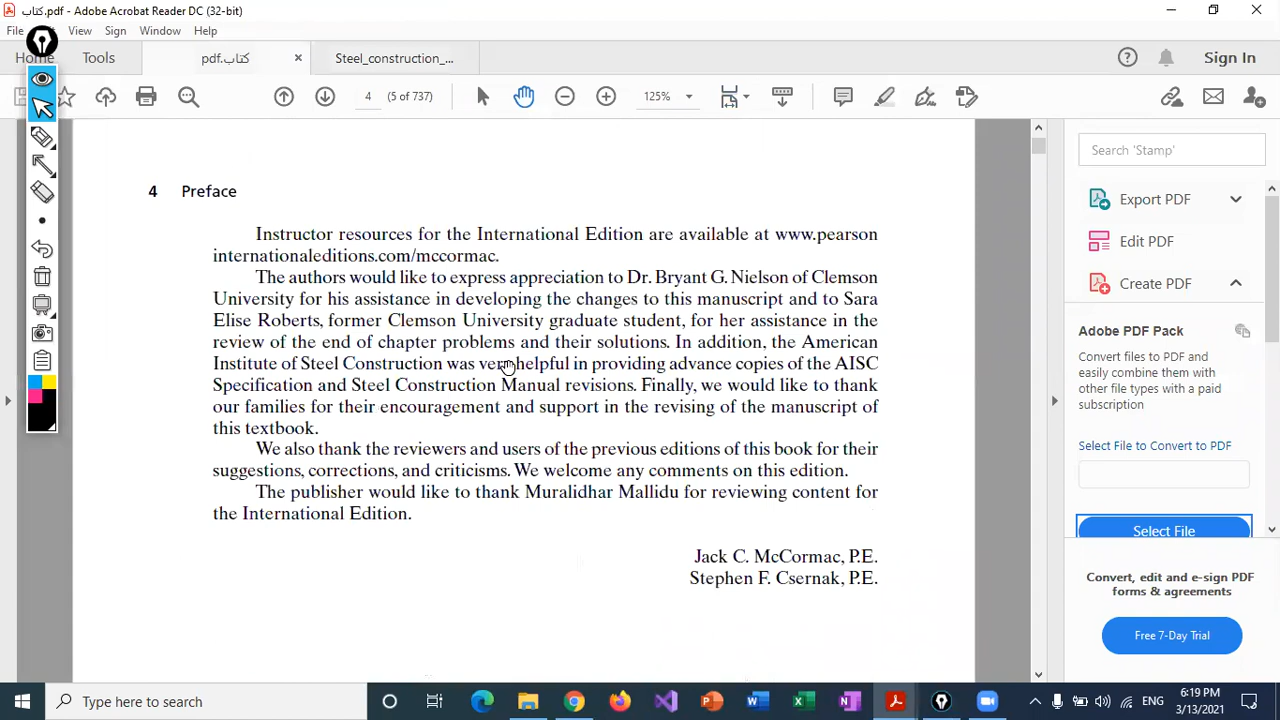 كتاب.pdf - Adobe Acrobat Reader DC (32-bit)
File
View
Sign
Window
Help
Home
Tools
كتاب.pdf
Steel_construction_...
Sign In
4
(5 of 737)
125%
Search 'Stamp'
Export PDF
Edit PDF
Create PDF
Adobe PDF Pack
Convert files to PDF and
easily combine them with
other file types with a paid
subscription
Select File to Convert to PDF
Select File
Convert, edit and e-sign PDF
forms & agreements
Free 7-Day Trial
4 Preface
Instructor resources for the International Edition are available at www.pearson
internationaleditions.com/mccormac.
The authors would like to express appreciation to Dr. Bryant G. Nielson of Clemson
University for his assistance in developing the changes to this manuscript and to Sara
Elise Roberts, former Clemson University graduate student, for her assistance in the
review of the end of chapter problems and their solutions. In addition, the American
Institute of Steel Construction was very helpful in providing advance copies of the AISC
Specification and Steel Construction Manual revisions. Finally, we would like to thank
our families for their encouragement and support in the revising of the manuscript of
this textbook.
We also thank the reviewers and users of the previous editions of this book for their
suggestions, corrections, and criticisms. We welcome any comments on this edition.
The publisher would like to thank Muralidhar Mallidu for reviewing content for
the International Edition.
Jack C. McCormac, P.E.
Stephen F. Csernak, P.E.
Type here to search
ENG
6:19 PM
3/13/2021